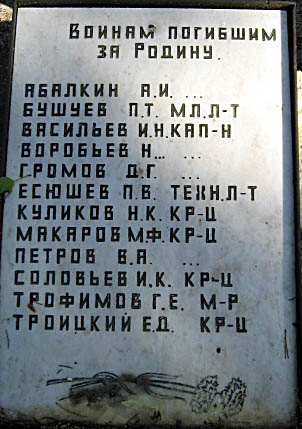 Воинам погибшим
за Родину.
АБАЛКИН А.И. ...
БУШУЕВ П.Т. МЛ.Л-Т
ВАСИЛЬЕВ И.Н. КАП-Н
ВОРОБЬЕВ Н... ...
ГРОМОВ Д.Г. ...
ЕСЮШЕВ П.В. ТЕХН.Л-Т
КУЛИКОВ Н.К. КР-Ц
МАКАРОВ М.Ф. КР-Ц
ПЕТРОВ В.А. ...
СОЛОВЬЕВ И.К. КР-Ц
ТРОФИМОВ Г.Е. М-Р
ТРОИЦКИЙ Е.Д. КР-Ц